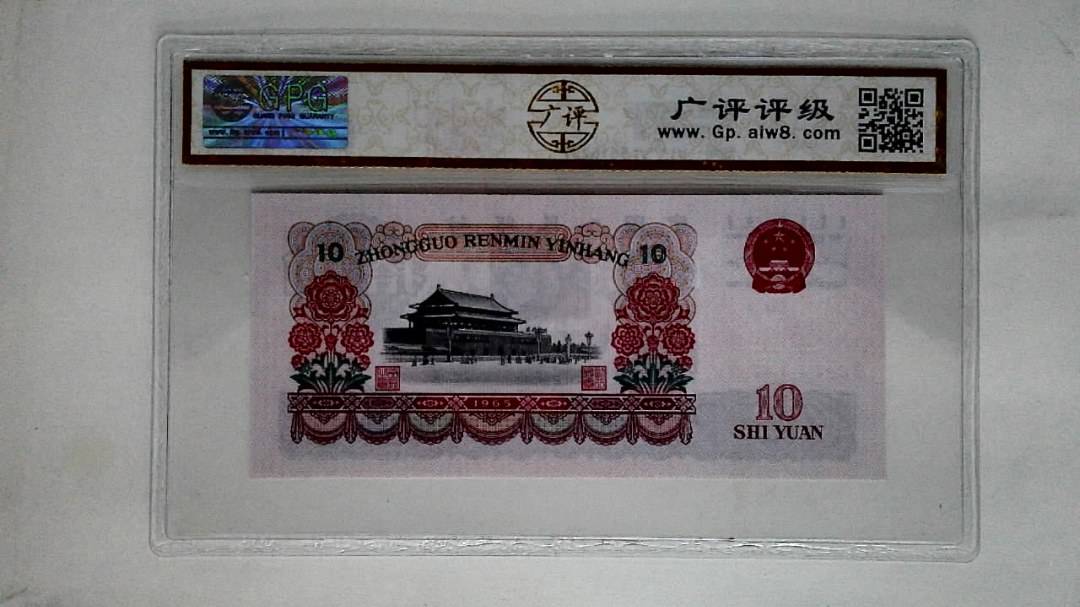 GPG
广评
广评评级
www.Gp.aiw8.com
10 ZHONGGUO RENMIN YINHANG 10
1965
10
SHI YUAN